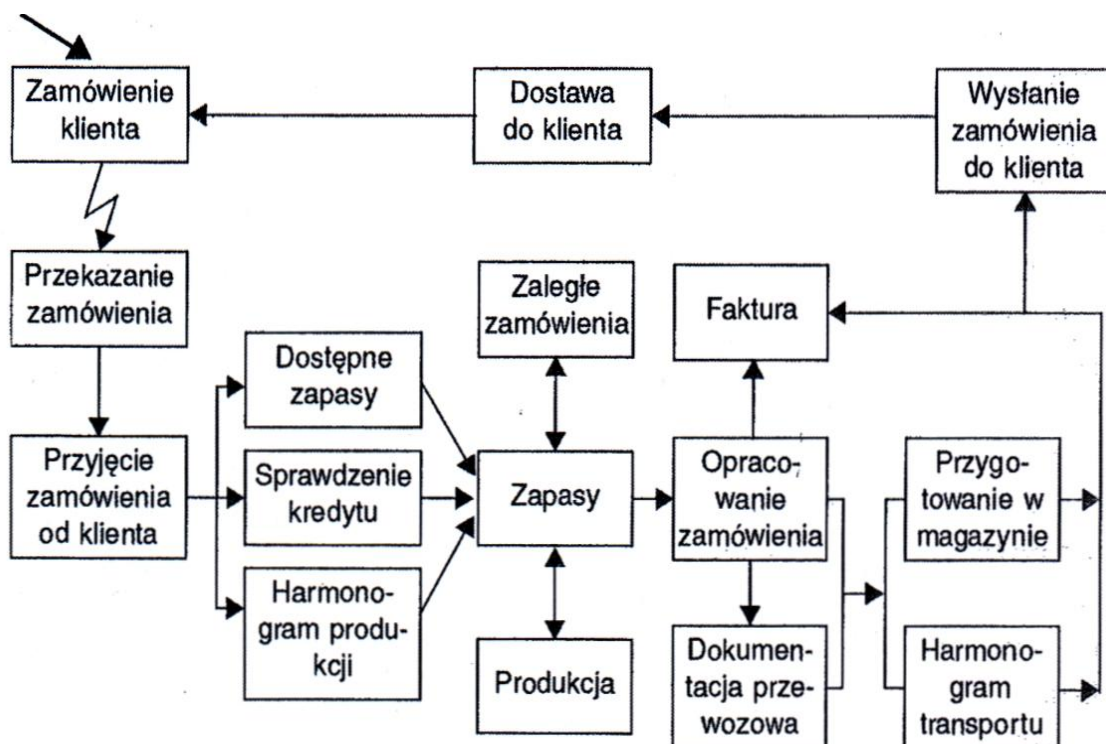 Zamówienie
klienta
Dostawa
do klienta
Wysłanie
zamówienia
do klienta
Przekazanie
zamówienia
Zaległe
zamówienia
Faktura
Dostępne
zapasy
Przyjęcie
zamówienia
od klienta
Sprawdzenie
kredytu
Zapasy
Opraco-
wanie
zamówienia
Przygo-
towanie w
magazynie
Harmono-
gram produ-
kcji
Produkcja
Dokumen-
tacja prze-
wozowa
Harmono-
gram
transportu